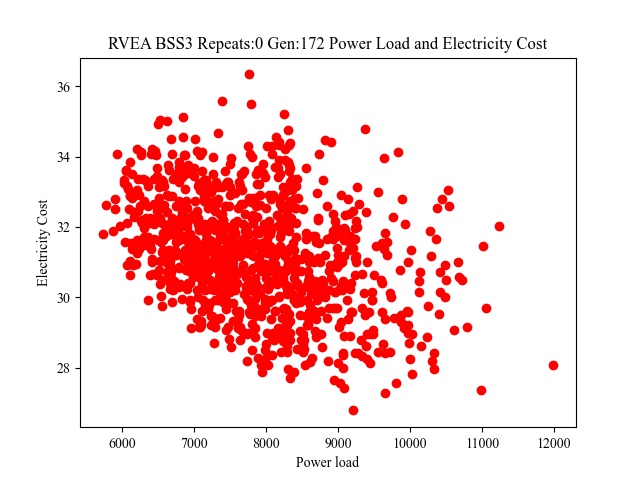 RVEA BSS3 Repeats:0 Gen:172 Power Load and Electricity Cost
36
34
32
30
28
Electricity Cost
6000 7000 8000 9000 10000 11000 12000
Power load